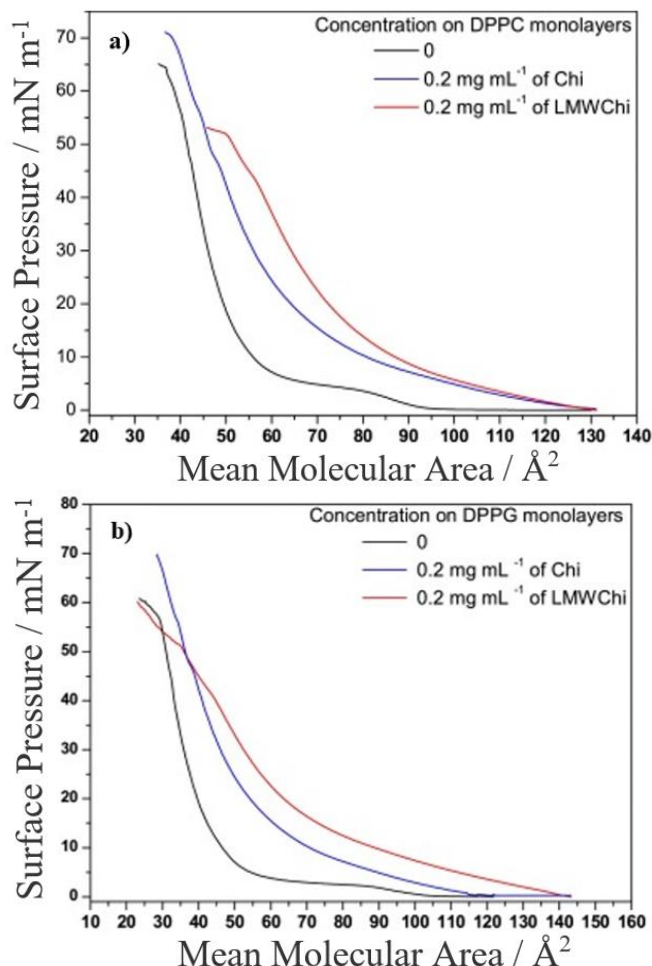 a)
Concentration on DPPC monolayers
0
0.2 mg mL⁻¹ of Chi
0.2 mg mL⁻¹ of LMWChi
70
60
50
40
30
20
10
0
Surface Pressure / mN m⁻¹
20 30 40 50 60 70 80 90 100 110 120 130 140
Mean Molecular Area / Å²
b)
Concentration on DPPG monolayers
0
0.2 mg mL⁻¹ of Chi
0.2 mg mL⁻¹ of LMWChi
80
70
60
50
40
30
20
10
0
Surface Pressure / mN m⁻¹
10 20 30 40 50 60 70 80 90 100 110 120 130 140 150 160
Mean Molecular Area / Å²